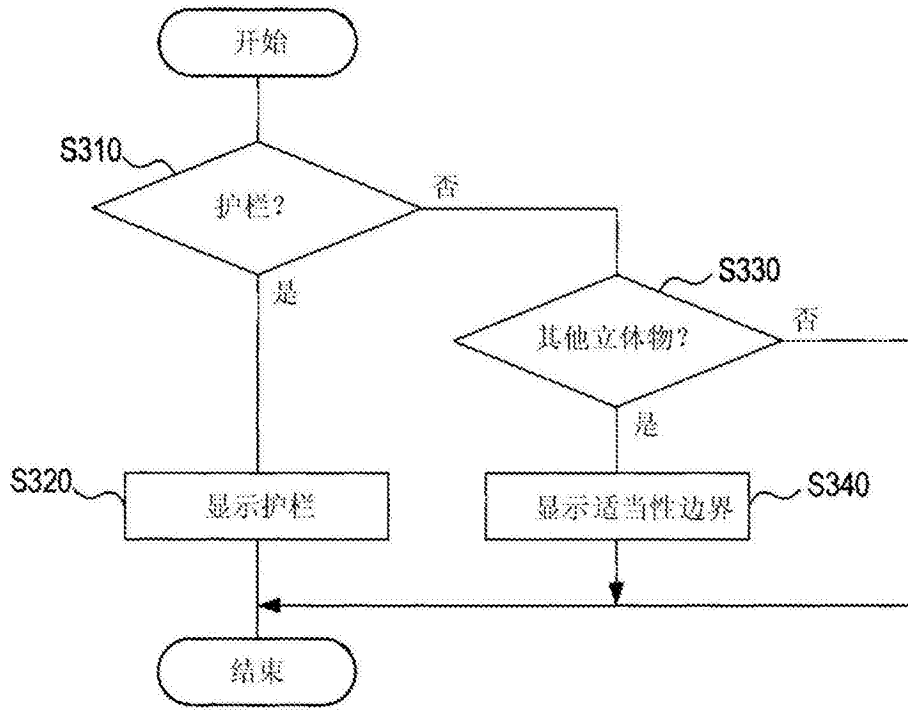 开始
S310
护栏?
否
是
S330
其他立体物?
否
是
S320
显示护栏
显示适当性边界
S340
结束